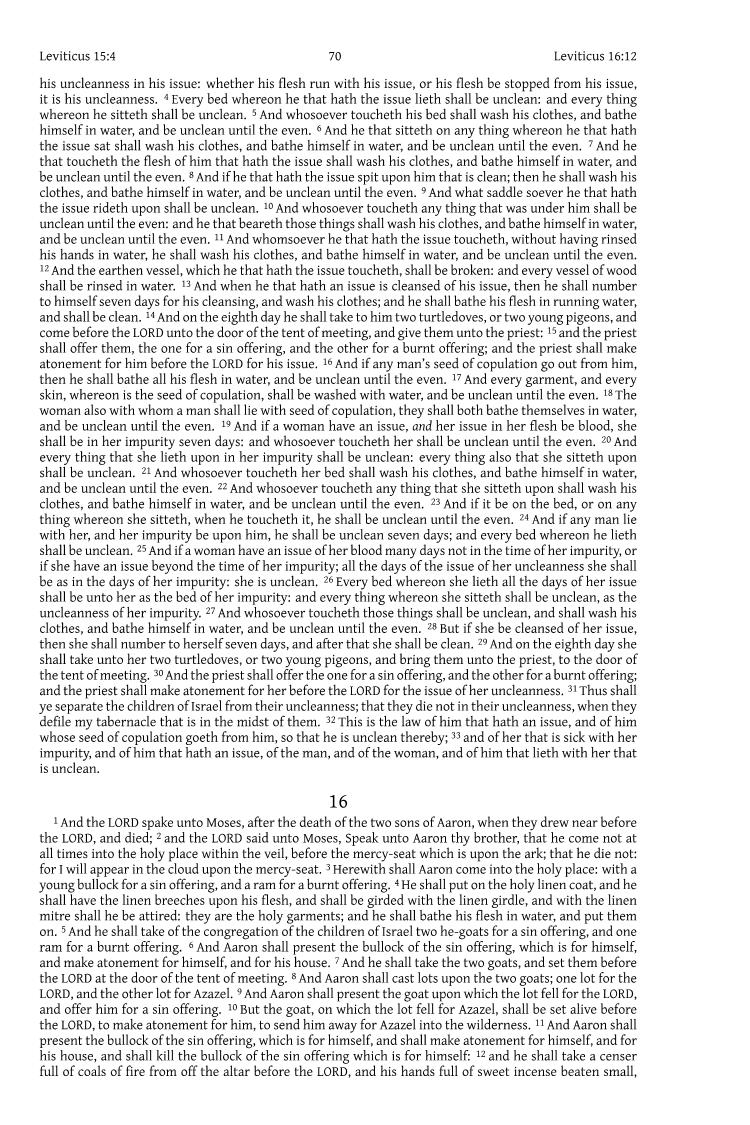 Leviticus 15:4 70 Leviticus 16:12
his uncleanness in his issue: whether his flesh run with his issue, or his flesh be stopped from his issue,
it is his uncleanness. 4 Every bed whereon he that hath the issue lieth shall be unclean: and every thing
whereon he sitteth shall be unclean. 5 And whosoever toucheth his bed shall wash his clothes, and bathe
himself in water, and be unclean until the even. 6 And he that sitteth on any thing whereon he that hath
the issue sat shall wash his clothes, and bathe himself in water, and be unclean until the even. 7 And he
that toucheth the flesh of him that hath the issue shall wash his clothes, and bathe himself in water, and
be unclean until the even. 8 And if he that hath the issue spit upon him that is clean; then he shall wash his
clothes, and bathe himself in water, and be unclean until the even. 9 And what saddle soever he that hath
the issue rideth upon shall be unclean. 10 And whosoever toucheth any thing that was under him shall be
unclean until the even: and he that beareth those things shall wash his clothes, and bathe himself in water,
and be unclean until the even. 11 And whomsoever he that hath the issue toucheth, without having rinsed
his hands in water, he shall wash his clothes, and bathe himself in water, and be unclean until the even.
12 And the earthen vessel, which he that hath the issue toucheth, shall be broken: and every vessel of wood
shall be rinsed in water. 13 And when he that hath an issue is cleansed of his issue, then he shall number
to himself seven days for his cleansing, and wash his clothes; and he shall bathe his flesh in running water,
and shall be clean. 14 And on the eighth day he shall take to him two turtledoves, or two young pigeons, and
come before the LORD unto the door of the tent of meeting, and give them unto the priest: 15 and the priest
shall offer them, the one for a sin offering, and the other for a burnt offering; and the priest shall make
atonement for him before the LORD for his issue. 16 And if any man’s seed of copulation go out from him,
then he shall bathe all his flesh in water, and be unclean until the even. 17 And every garment, and every
skin, whereon is the seed of copulation, shall be washed with water, and be unclean until the even. 18 The
woman also with whom a man shall lie with seed of copulation, they shall both bathe themselves in water,
and be unclean until the even. 19 And if a woman have an issue, and her issue in her flesh be blood, she
shall be in her impurity seven days: and whosoever toucheth her shall be unclean until the even. 20 And
every thing that she lieth upon in her impurity shall be unclean: every thing also that she sitteth upon
shall be unclean. 21 And whosoever toucheth her bed shall wash his clothes, and bathe himself in water,
and be unclean until the even. 22 And whosoever toucheth any thing that she sitteth upon shall wash his
clothes, and bathe himself in water, and be unclean until the even. 23 And if it be on the bed, or on any
thing whereon she sitteth, when he toucheth it, he shall be unclean until the even. 24 And if any man lie
with her, and her impurity be upon him, he shall be unclean seven days; and every bed whereon he lieth
shall be unclean. 25 And if a woman have an issue of her blood many days not in the time of her impurity, or
if she have an issue beyond the time of her impurity; all the days of the issue of her uncleanness she shall
be as in the days of her impurity: she is unclean. 26 Every bed whereon she lieth all the days of her issue
shall be unto her as the bed of her impurity: and every thing whereon she sitteth shall be unclean, as the
uncleanness of her impurity. 27 And whosoever toucheth those things shall be unclean, and shall wash his
clothes, and bathe himself in water, and be unclean until the even. 28 But if she be cleansed of her issue,
then she shall number to herself seven days, and after that she shall be clean. 29 And on the eighth day she
shall take unto her two turtledoves, or two young pigeons, and bring them unto the priest, to the door of
the tent of meeting. 30 And the priest shall offer the one for a sin offering, and the other for a burnt offering;
and the priest shall make atonement for her before the LORD for the issue of her uncleanness. 31 Thus shall
ye separate the children of Israel from their uncleanness; that they die not in their uncleanness, when they
defile my tabernacle that is in the midst of them. 32 This is the law of him that hath an issue, and of him
whose seed of copulation goeth from him, so that he is unclean thereby; 33 and of her that is sick with her
impurity, and of him that hath an issue, of the man, and of the woman, and of him that lieth with her that
is unclean.
16
1 And the LORD spake unto Moses, after the death of the two sons of Aaron, when they drew near before
the LORD, and died; 2 and the LORD said unto Moses, Speak unto Aaron thy brother, that he come not at
all times into the holy place within the veil, before the mercy-seat which is upon the ark; that he die not:
for I will appear in the cloud upon the mercy-seat. 3 Herewith shall Aaron come into the holy place: with a
young bullock for a sin offering, and a ram for a burnt offering. 4 He shall put on the holy linen coat, and he
shall have the linen breeches upon his flesh, and shall be girded with the linen girdle, and with the linen
mitre shall he be attired: they are the holy garments; and he shall bathe his flesh in water, and put them
on. 5 And he shall take of the congregation of the children of Israel two he-goats for a sin offering, and one
ram for a burnt offering. 6 And Aaron shall present the bullock of the sin offering, which is for himself,
and make atonement for himself, and for his house. 7 And he shall take the two goats, and set them before
the LORD at the door of the tent of meeting. 8 And Aaron shall cast lots upon the two goats; one lot for the
LORD, and the other lot for Azazel. 9 And Aaron shall present the goat upon which the lot fell for the LORD,
and offer him for a sin offering. 10 But the goat, on which the lot fell for Azazel, shall be set alive before
the LORD, to make atonement for him, to send him away for Azazel into the wilderness. 11 And Aaron shall
present the bullock of the sin offering, which is for himself, and shall make atonement for himself, and for
his house, and shall kill the bullock of the sin offering which is for himself: 12 and he shall take a censer
full of coals of fire from off the altar before the LORD, and his hands full of sweet incense beaten small,